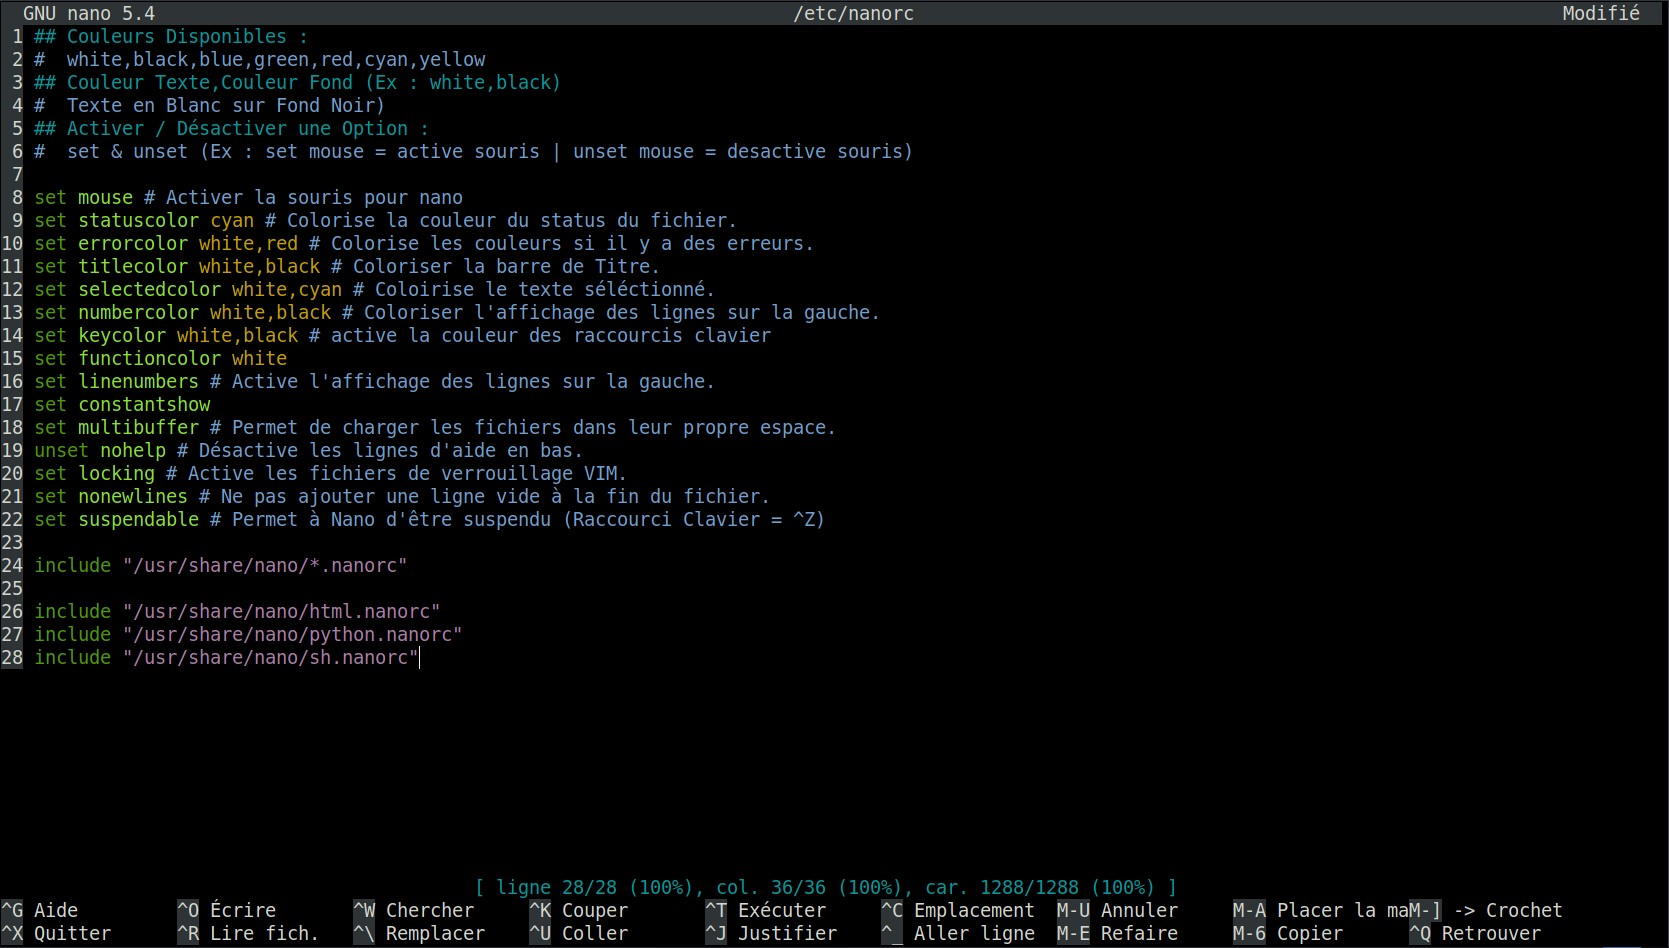 GNU nano 5.4 /etc/nanorc Modifié
1 ## Couleurs Disponibles :
2 #  white,black,blue,green,red,cyan,yellow
3 ## Couleur Texte,Couleur Fond (Ex : white,black)
4 #  Texte en Blanc sur Fond Noir)
5 ## Activer / Désactiver une Option :
6 #  set & unset (Ex : set mouse = active souris | unset mouse = desactive souris)
7
8 set mouse # Activer la souris pour nano
9 set statuscolor cyan # Colorise la couleur du status du fichier.
10 set errorcolor white,red # Colorise les couleurs si il y a des erreurs.
11 set titlecolor white,black # Coloriser la barre de Titre.
12 set selectedcolor white,cyan # Coloirise le texte séléctionné.
13 set numbercolor white,black # Coloriser l'affichage des lignes sur la gauche.
14 set keycolor white,black # active la couleur des raccourcis clavier
15 set functioncolor white
16 set linenumbers # Active l'affichage des lignes sur la gauche.
17 set constantshow
18 set multibuffer # Permet de charger les fichiers dans leur propre espace.
19 unset nohelp # Désactive les lignes d'aide en bas.
20 set locking # Active les fichiers de verrouillage VIM.
21 set nonewlines # Ne pas ajouter une ligne vide à la fin du fichier.
22 set suspendable # Permet à Nano d'être suspendu (Raccourci Clavier = ^Z)
23
24 include "/usr/share/nano/*.nanorc"
25
26 include "/usr/share/nano/html.nanorc"
27 include "/usr/share/nano/python.nanorc"
28 include "/usr/share/nano/sh.nanorc"
[ ligne 28/28 (100%), col. 36/36 (100%), car. 1288/1288 (100%) ]
^G Aide ^O Écrire ^W Chercher ^K Couper ^T Exécuter ^C Emplacement M-U Annuler M-A Placer la maM-] -> Crochet
^X Quitter ^R Lire fich. ^\ Remplacer ^U Coller ^J Justifier ^_ Aller ligne M-E Refaire M-6 Copier ^Q Retrouver